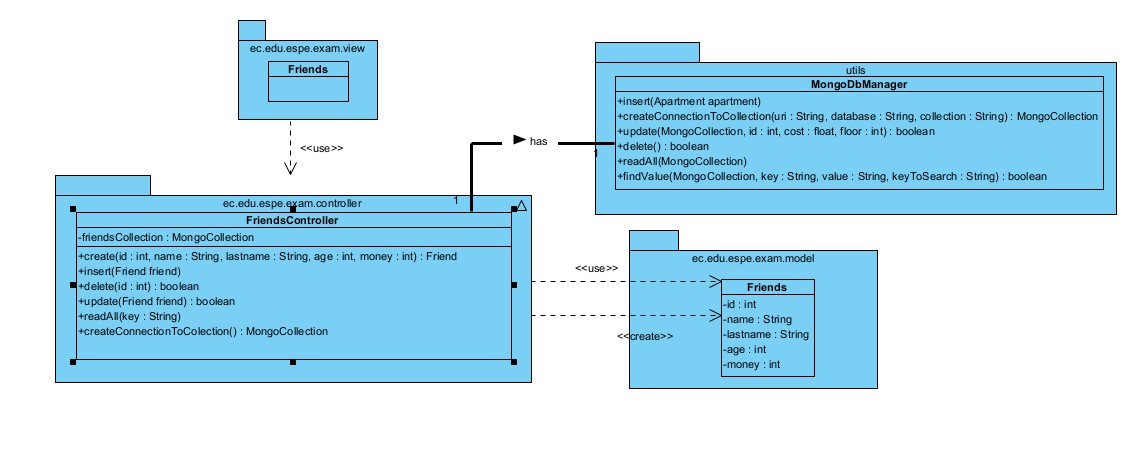 ec.edu.espe.exam.view
Friends
<<use>>
utils
MongoDbManager
+insert(Apartment apartment)
+createConnectionToCollection(uri : String, database : String, collection : String) : MongoCollection
+update(MongoCollection, id : int, cost : float, floor : int) : boolean
+delete() : boolean
+readAll(MongoCollection)
+findValue(MongoCollection, key : String, value : String, keyToSearch : String) : boolean
has
1
1
ec.edu.espe.exam.controller
FriendsController
-friendsCollection : MongoCollection
+create(id : int, name : String, lastname : String, age : int, money : int) : Friend
+insert(Friend friend)
+delete(id : int) : boolean
+update(Friend friend) : boolean
+readAll(key : String)
+createConnectionToColection() : MongoCollection
<<use>>
<<create>>
ec.edu.espe.exam.model
Friends
-id : int
-name : String
-lastname : String
-age : int
-money : int